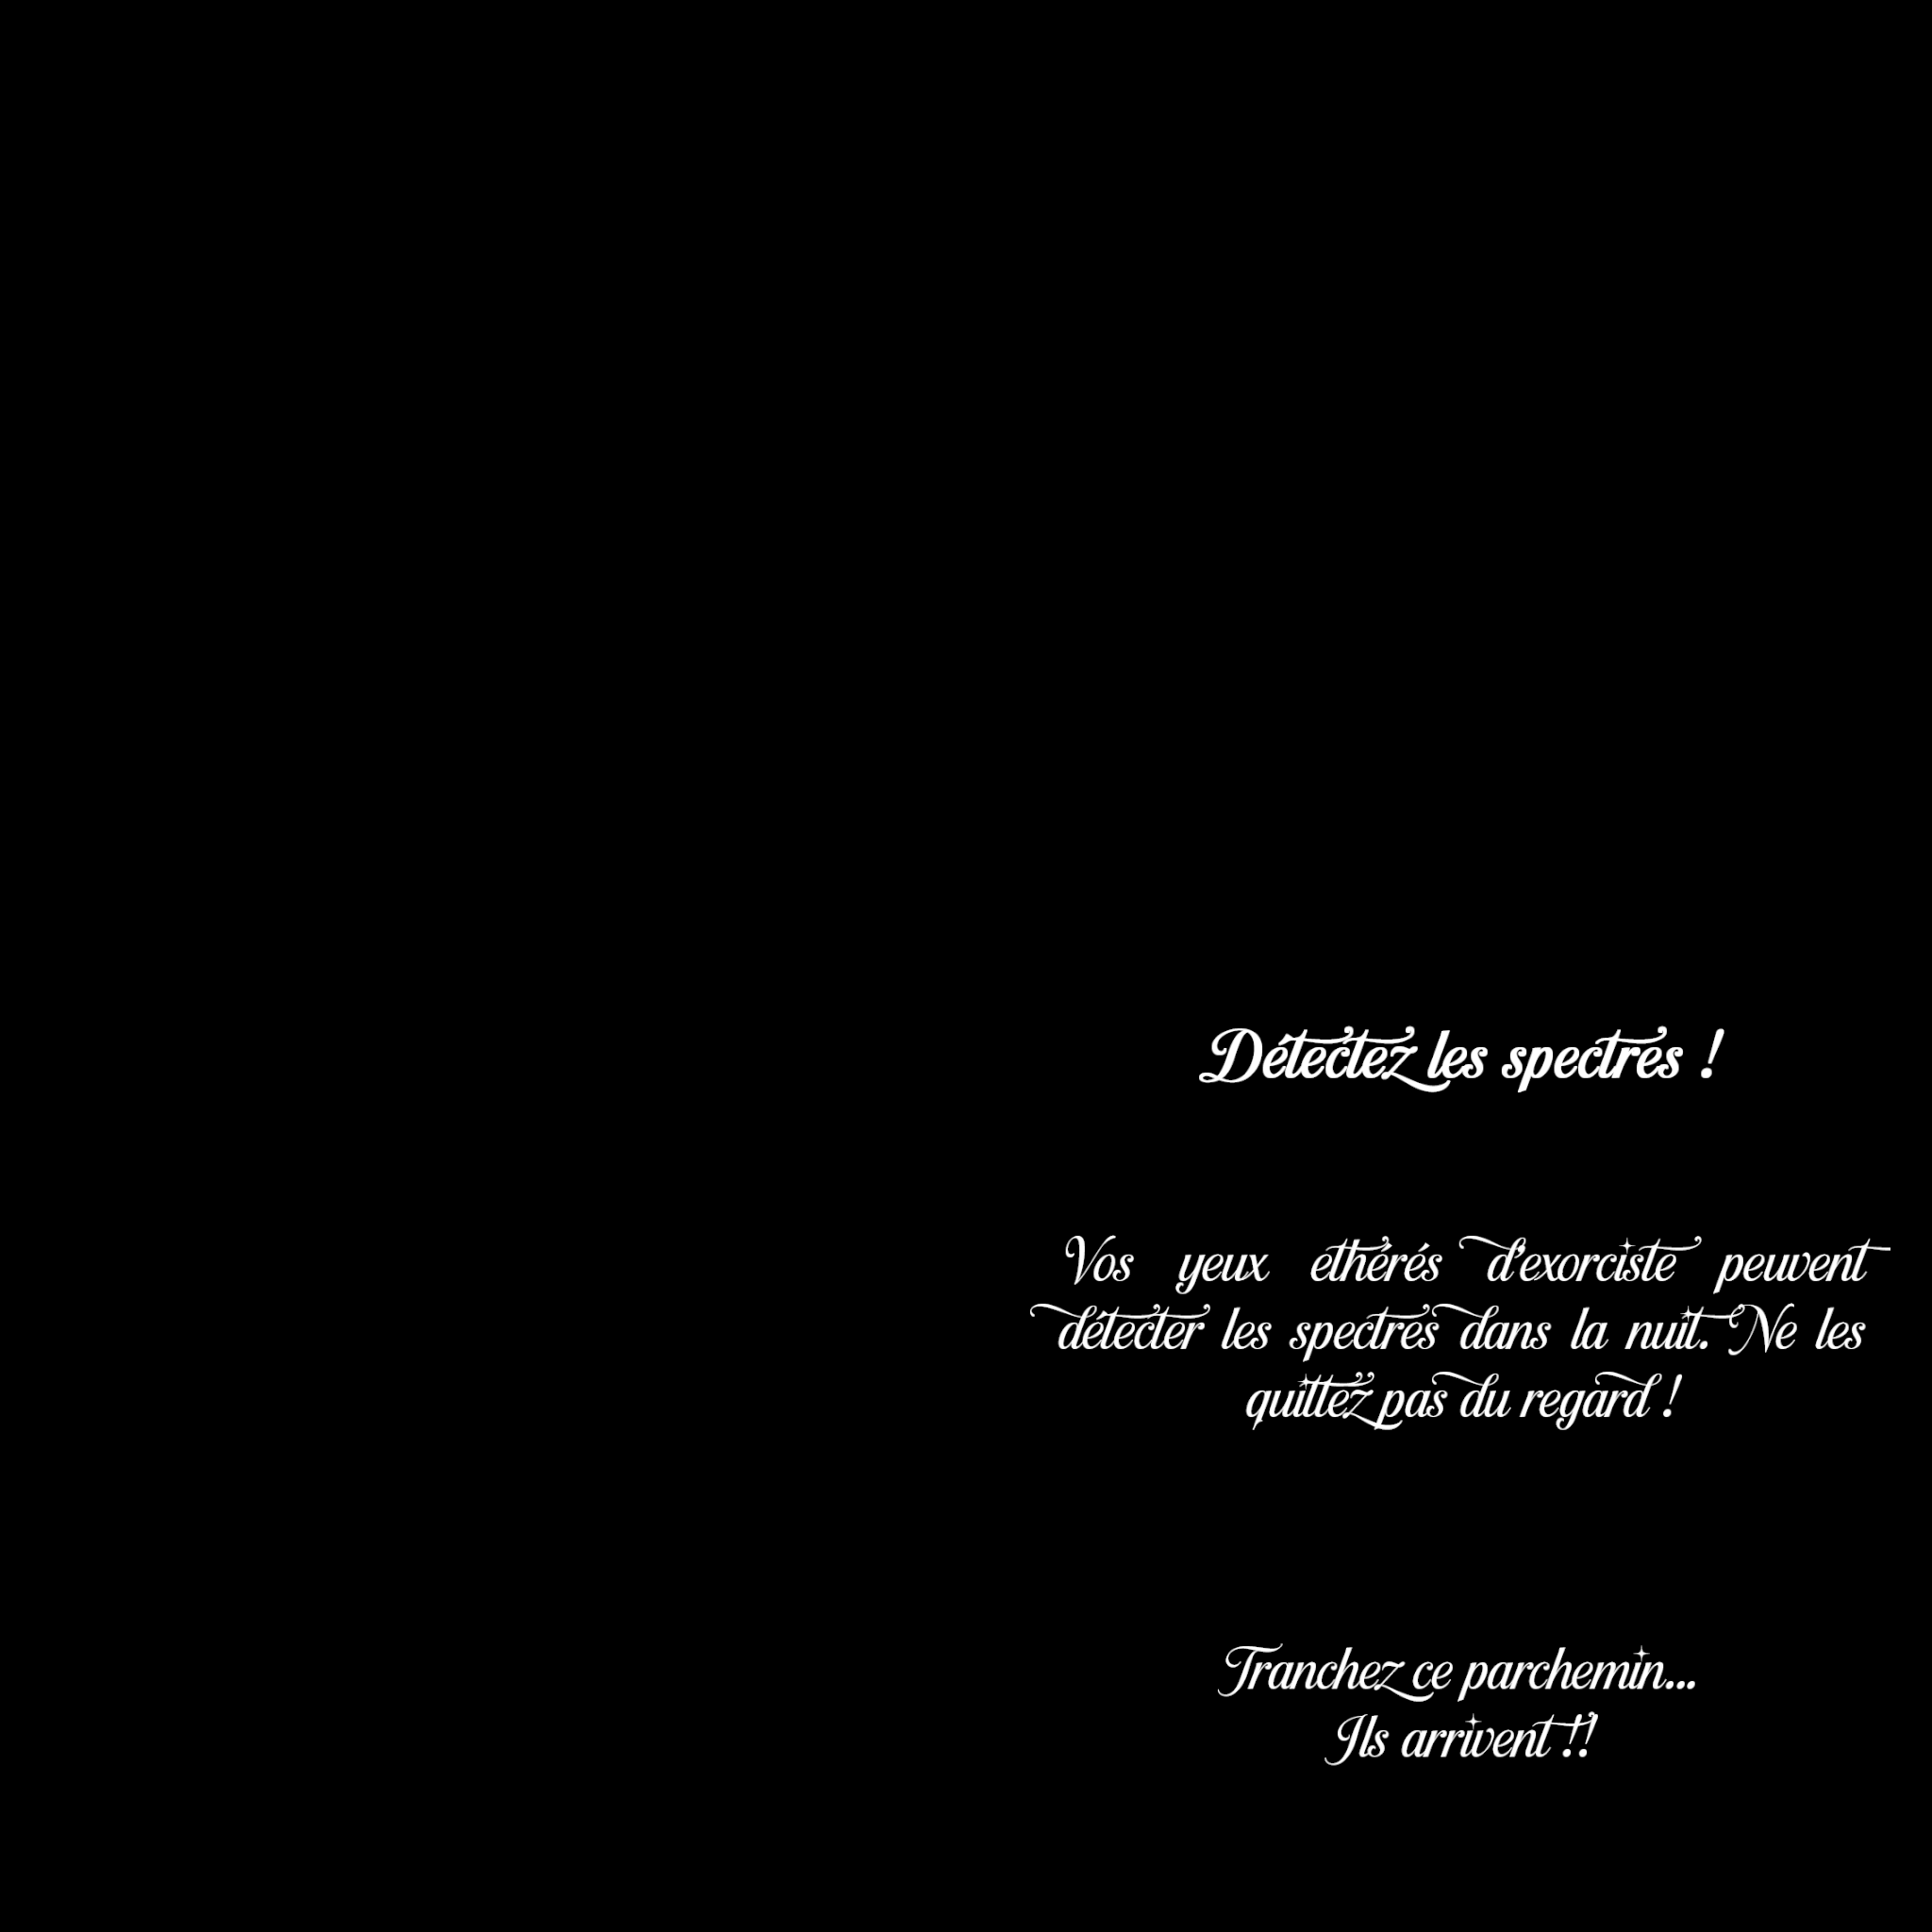 Détectez les spectres !
Vos yeux ethérés d'exorciste peuvent
détecter les spectres dans la nuit. Ne les
quittez pas du regard !
Tranchez ce parchemin...
Ils arrivent !!